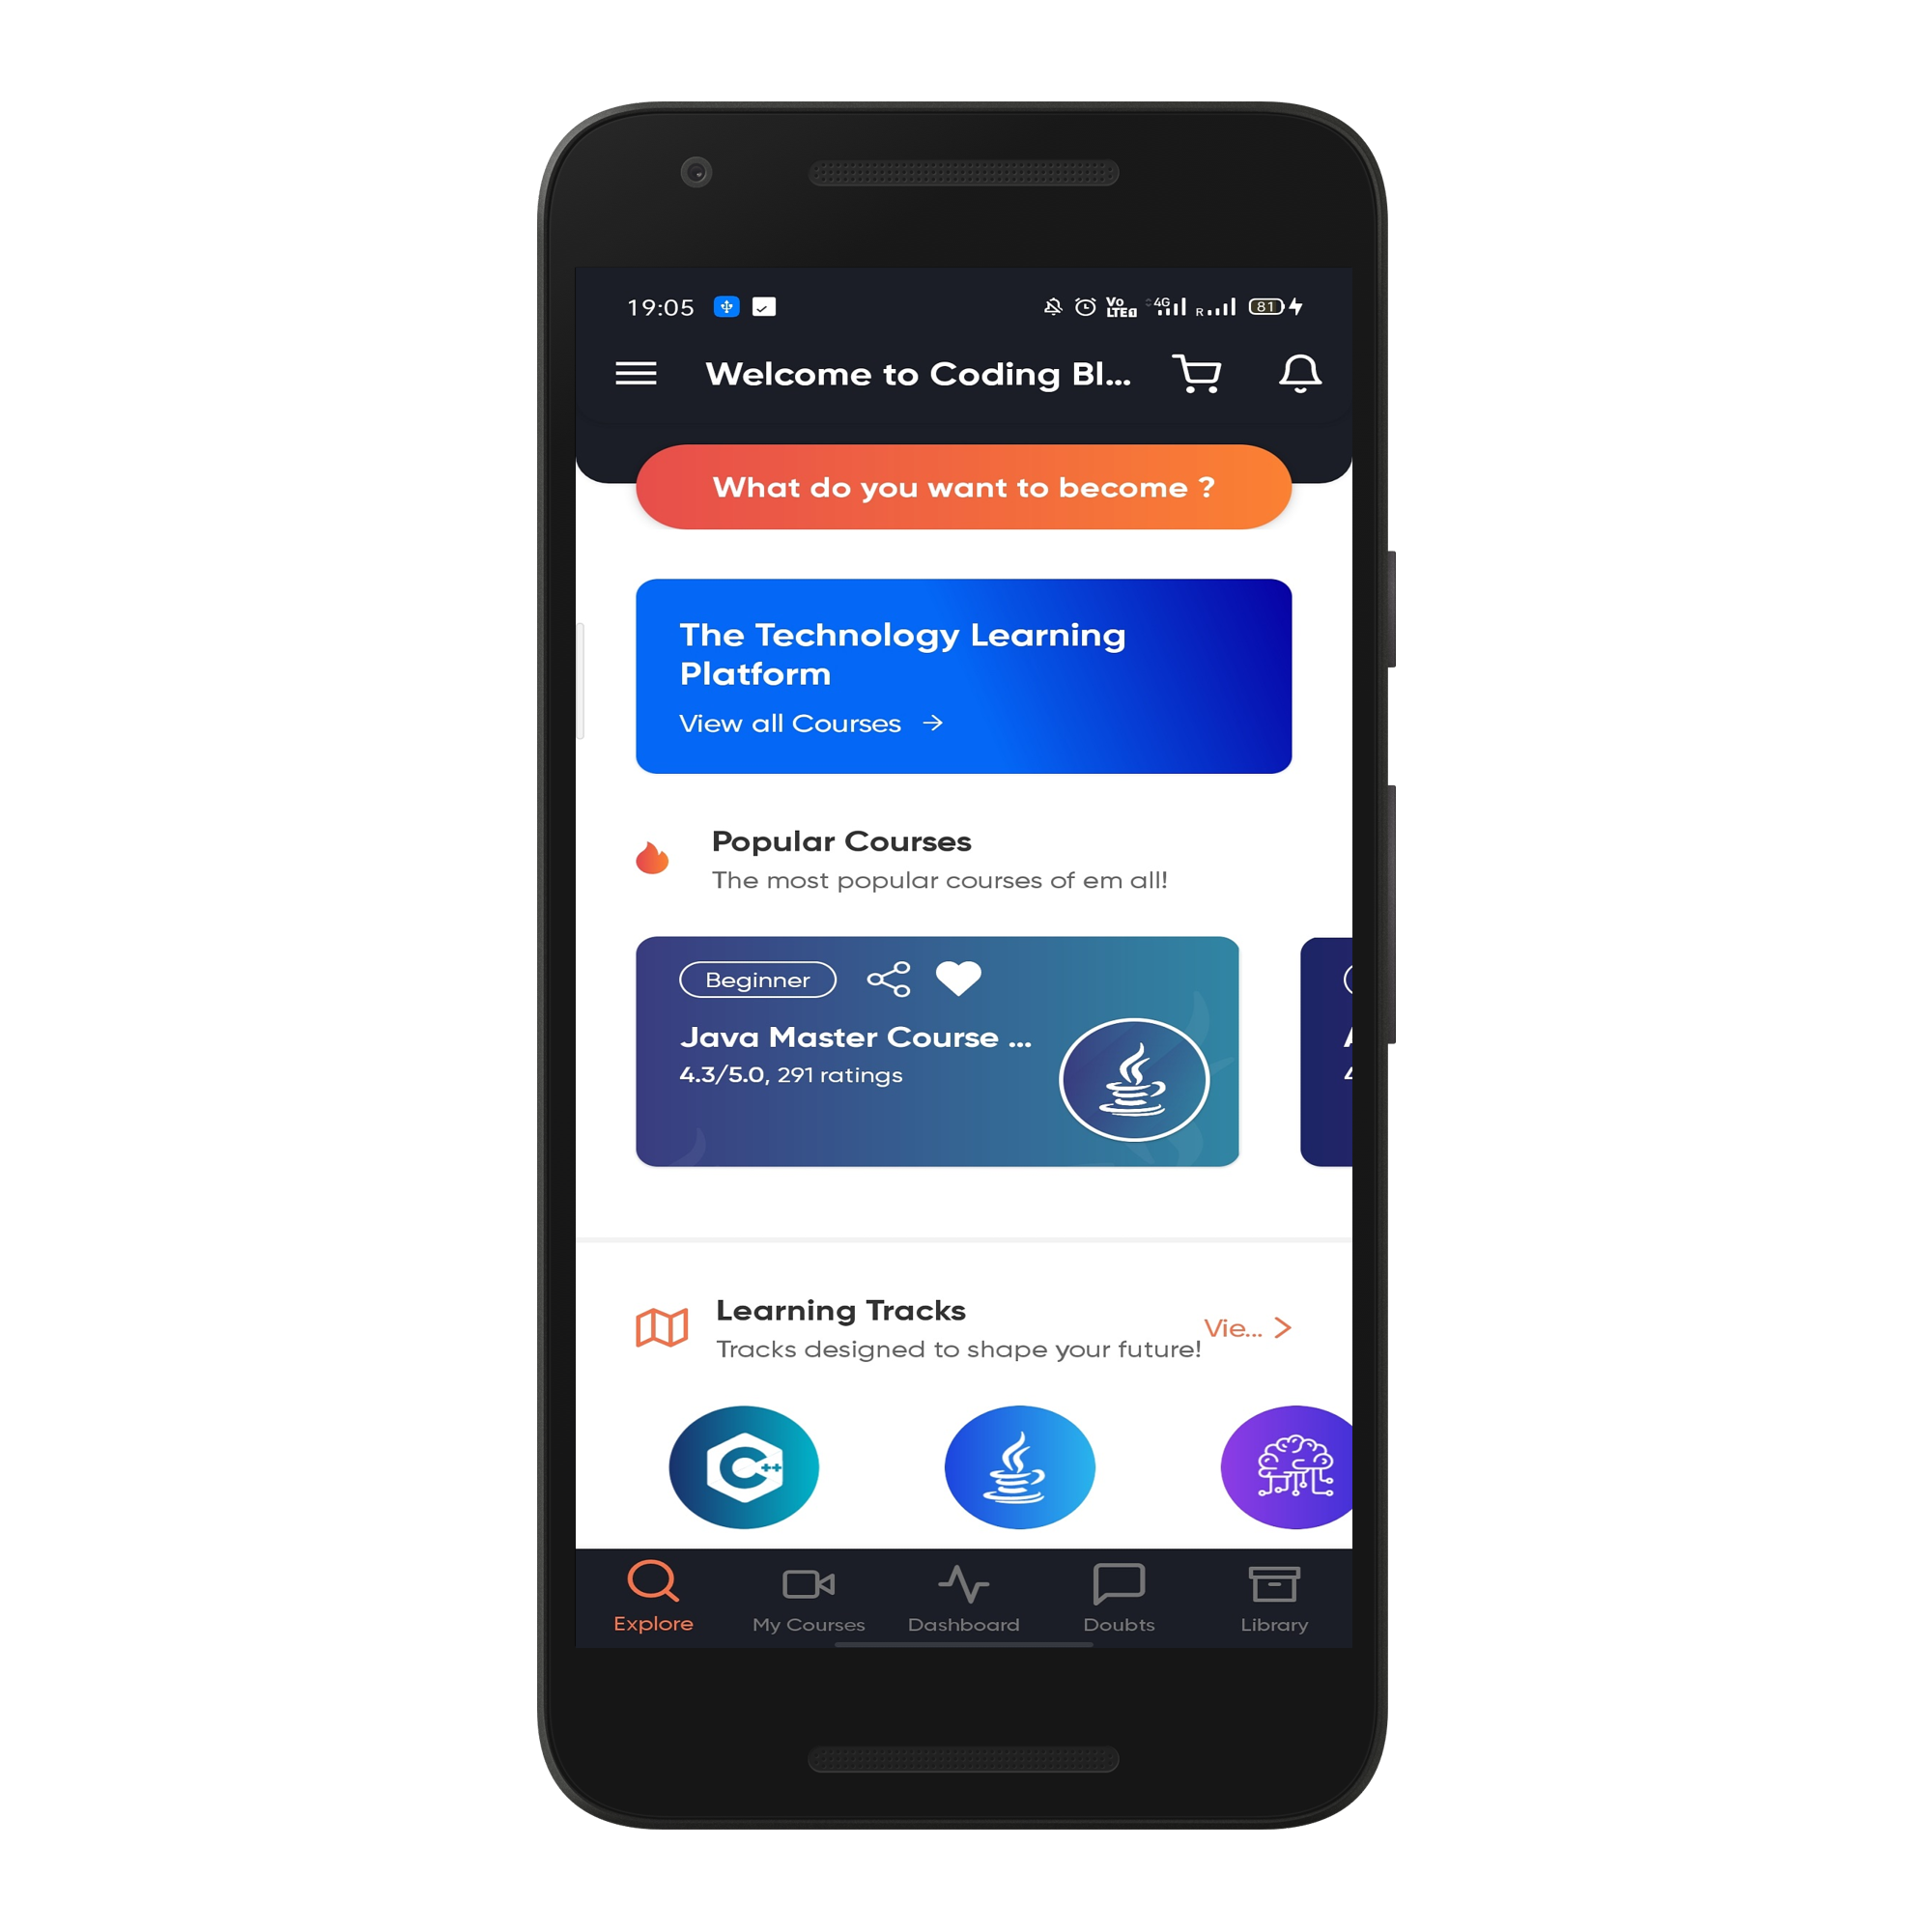 19:05
Vo LTE 4G R 81
Welcome to Coding Bl...
What do you want to become ?
The Technology Learning
Platform
View all Courses
Popular Courses
The most popular courses of em all!
Beginner
Java Master Course ...
4.3/5.0, 291 ratings
Learning Tracks
Vie...
Tracks designed to shape your future!
C++
Explore
My Courses
Dashboard
Doubts
Library